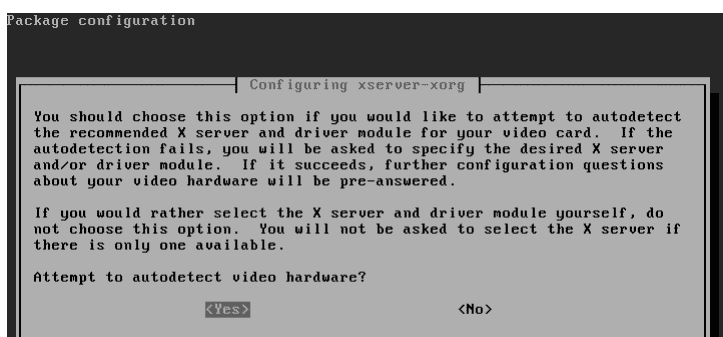 Package configuration
Configuring xserver-xorg
You should choose this option if you would like to attempt to autodetect
the recommended X server and driver module for your video card.  If the
autodetection fails, you will be asked to specify the desired X server
and/or driver module.  If it succeeds, further configuration questions
about your video hardware will be pre-answered.
If you would rather select the X server and driver module yourself, do
not choose this option.  You will not be asked to select the X server if
there is only one available.
Attempt to autodetect video hardware?
<Yes> <No>